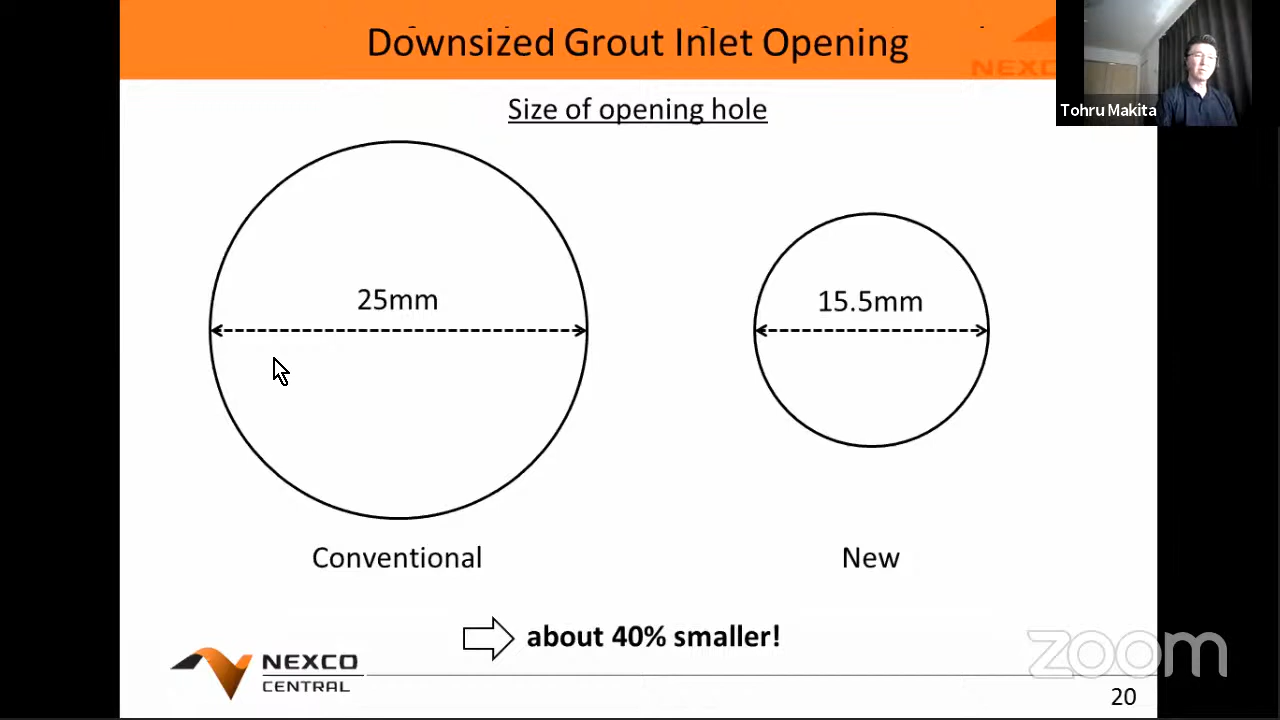 Downsized Grout Inlet Opening
NEXCO
Tohru Makita
Size of opening hole
25mm
15.5mm
Conventional
New
about 40% smaller!
NEXCO
CENTRAL
zoom
20